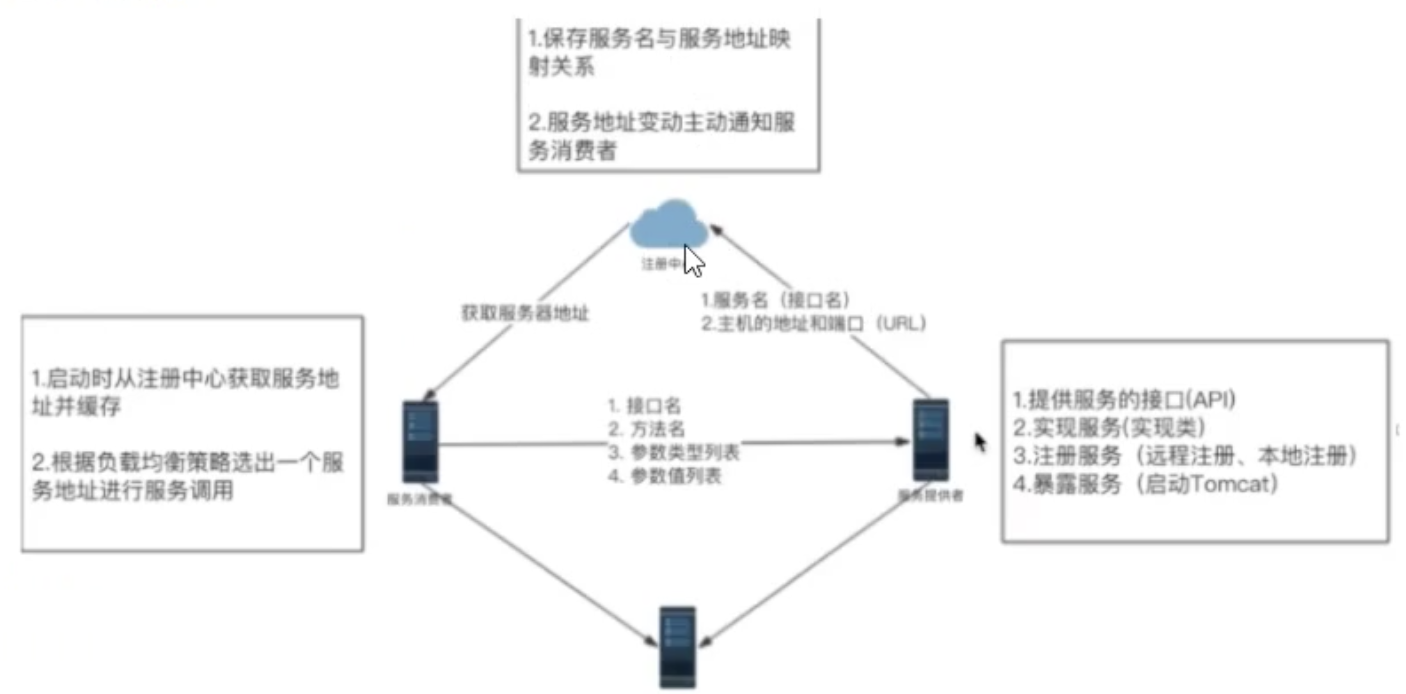 1.保存服务名与服务地址映
射关系
2.服务地址变动主动通知服
务消费者
注册中
获取服务器地址
1.服务名（接口名）
2.主机的地址和端口（URL）
1.启动时从注册中心获取服务地
址并缓存
2.根据负载均衡策略选出一个服
务地址进行服务调用
1. 接口名
2. 方法名
3. 参数类型列表
4. 参数值列表
服务消费者
服务提供者
1.提供服务的接口(API)
2.实现服务(实现类)
3.注册服务（远程注册、本地注册）
4.暴露服务（启动Tomcat）